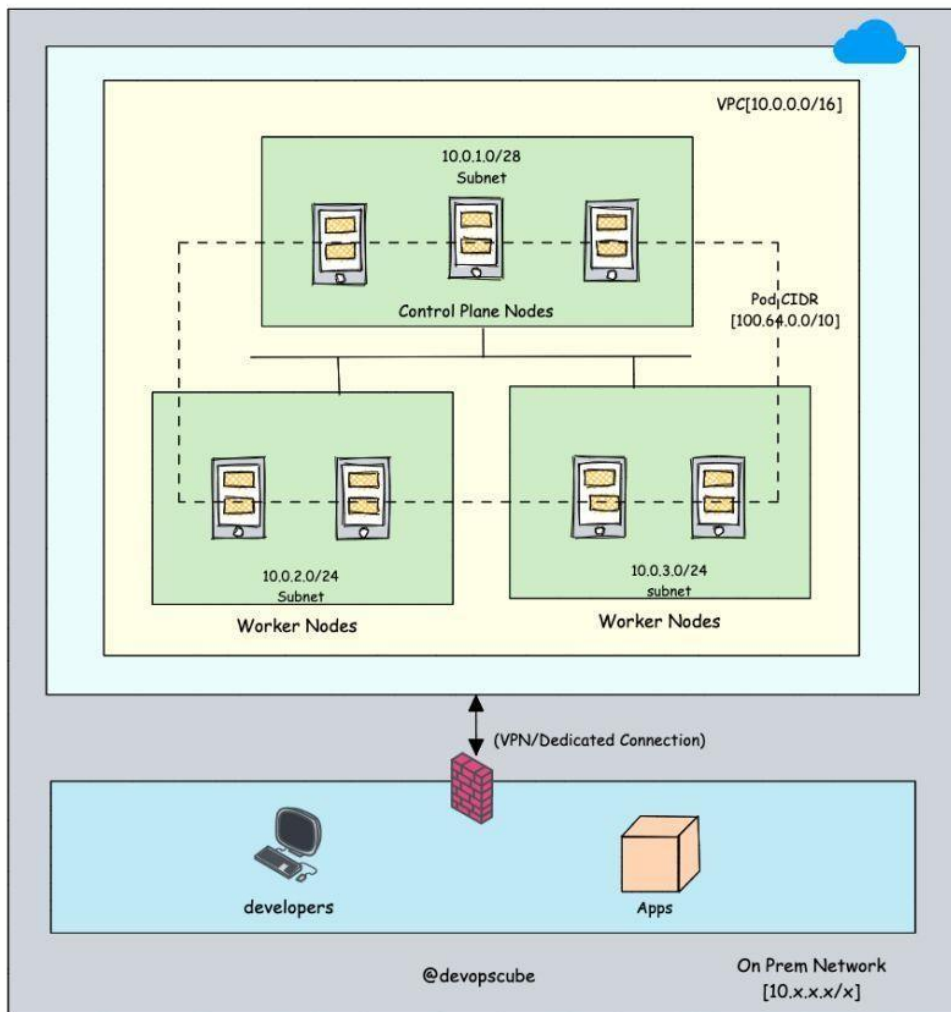 VPC[10.0.0.0/16]
10.0.1.0/28
Subnet
Control Plane Nodes
Pod CIDR
[100.64.0.0/10]
10.0.2.0/24
Subnet
Worker Nodes
10.0.3.0/24
subnet
Worker Nodes
(VPN/Dedicated Connection)
developers
Apps
@devopscube
On Prem Network
[10.x.x.x/x]